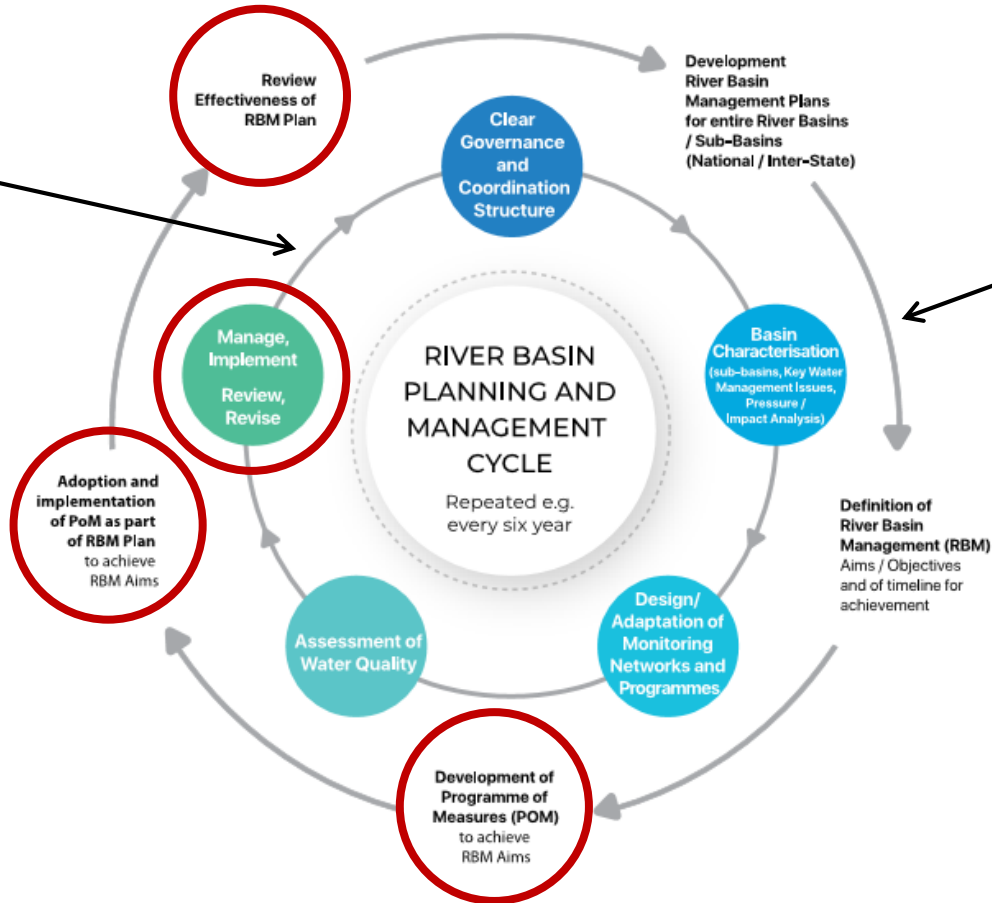 Review
Effectiveness of
RBM Plan
Development
River Basin
Management Plans
for entire River Basins
/ Sub-Basins
(National / Inter-State)
Clear
Governance
and
Coordination
Structure
Manage,
Implement
Review,
Revise
RIVER BASIN
PLANNING AND
MANAGEMENT
CYCLE
Repeated e.g.
every six year
Basin
Characterisation
(sub-basins, Key Water
Management Issues,
Pressure /
Impact Analysis)
Adoption and
implementation
of PoM as part
of RBM Plan
to achieve
RBM Aims
Definition of
River Basin
Management (RBM)
Aims / Objectives
and of timeline for
achievement
Assessment of
Water Quality
Design/
Adaptation of
Monitoring
Networks and
Programmes
Development of
Programme of
Measures (POM)
to achieve
RBM Aims